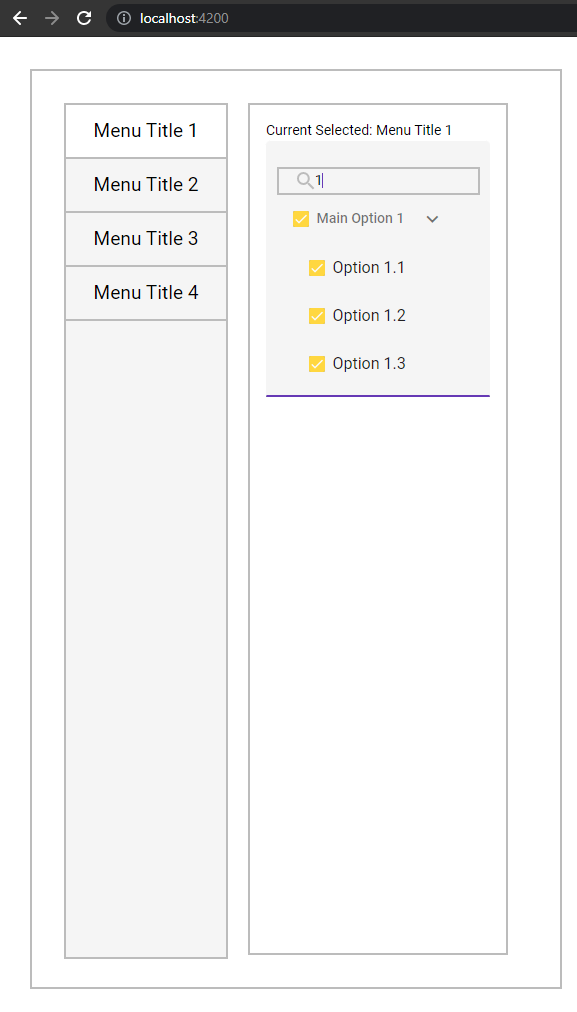 localhost:4200
Menu Title 1
Menu Title 2
Menu Title 3
Menu Title 4
Current Selected: Menu Title 1
1
Main Option 1
Option 1.1
Option 1.2
Option 1.3